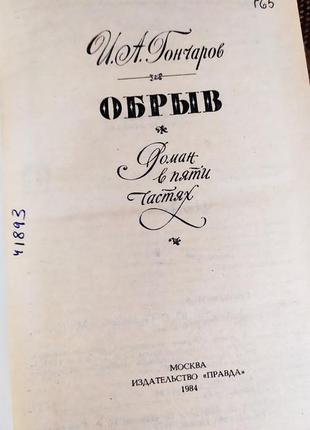 Г65
И.А. Гончаров
ОБРЫВ
Роман
в пяти
частях
41893
МОСКВА
ИЗДАТЕЛЬСТВО «ПРАВДА»
1984